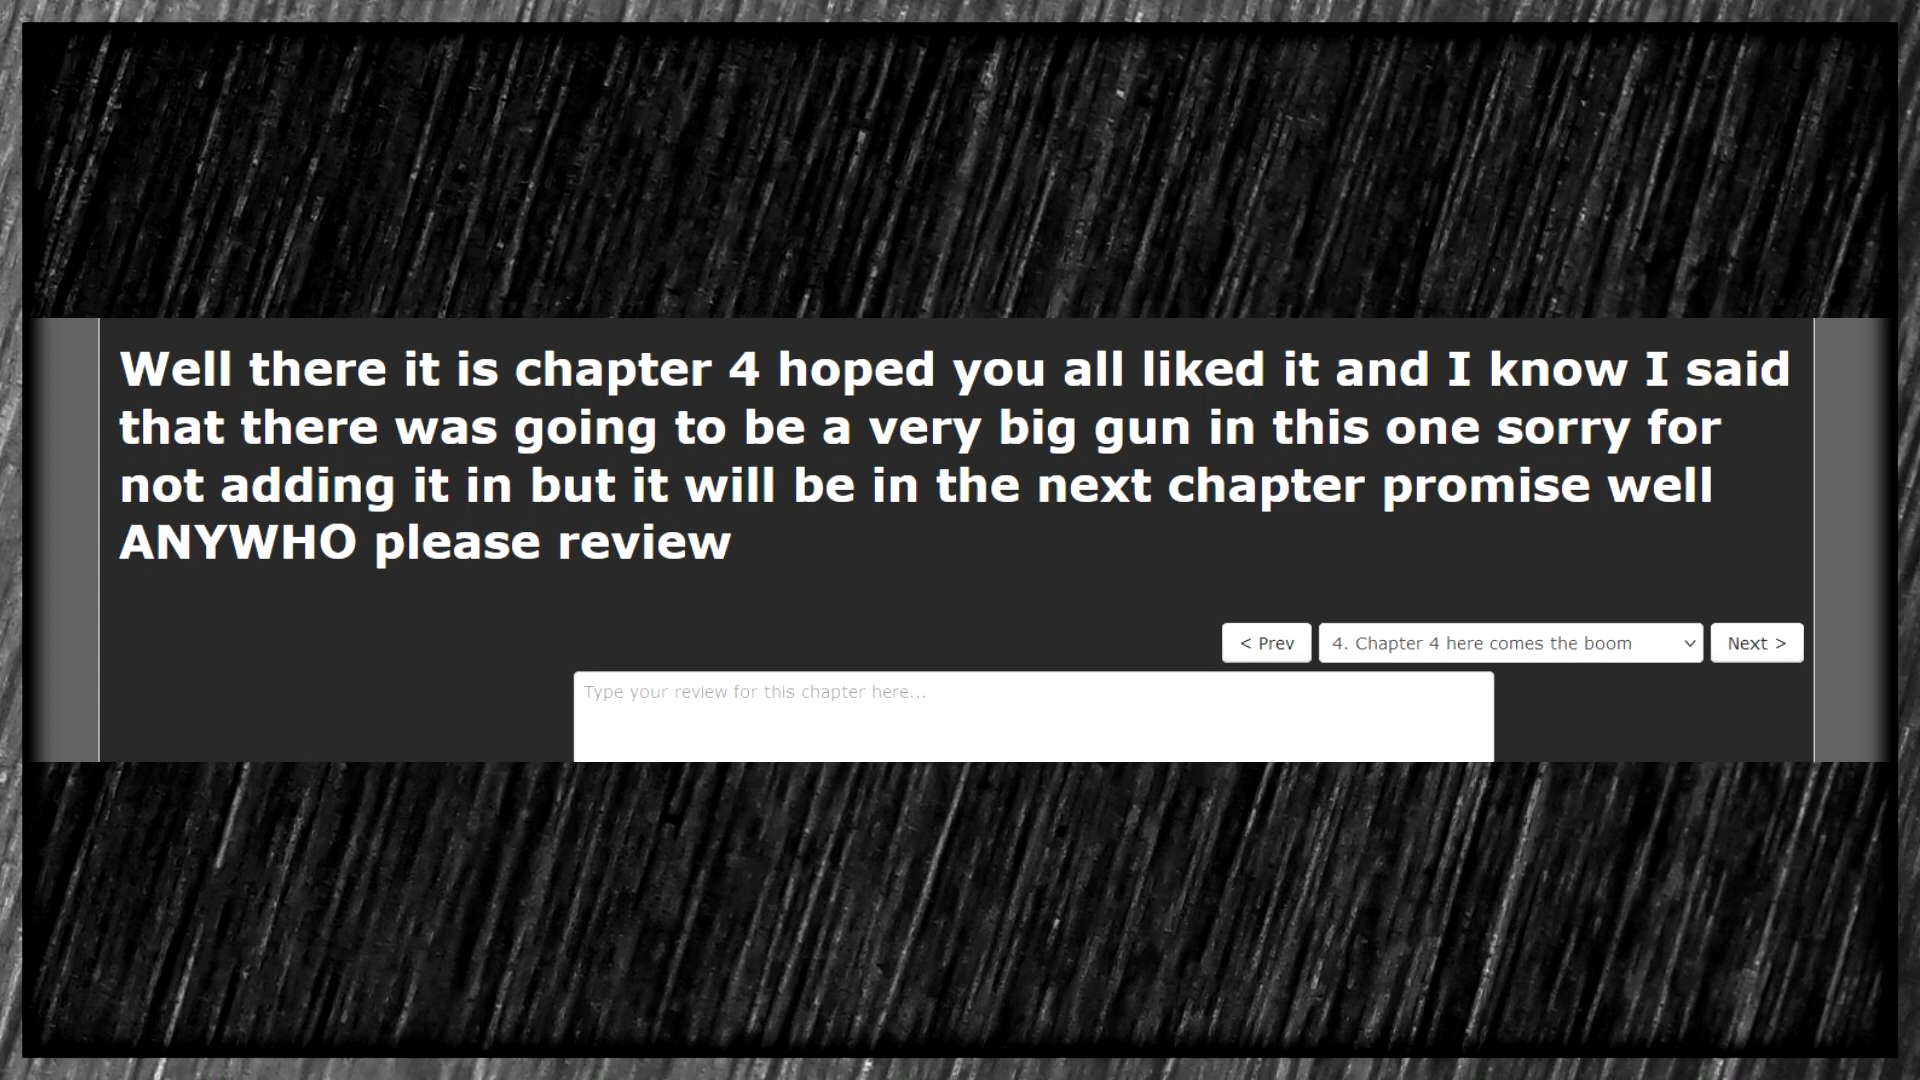 Well there it is chapter 4 hoped you all liked it and I know I said
that there was going to be a very big gun in this one sorry for
not adding it in but it will be in the next chapter promise well
ANYWHO please review
< Prev
4. Chapter 4 here comes the boom
Next >
Type your review for this chapter here...